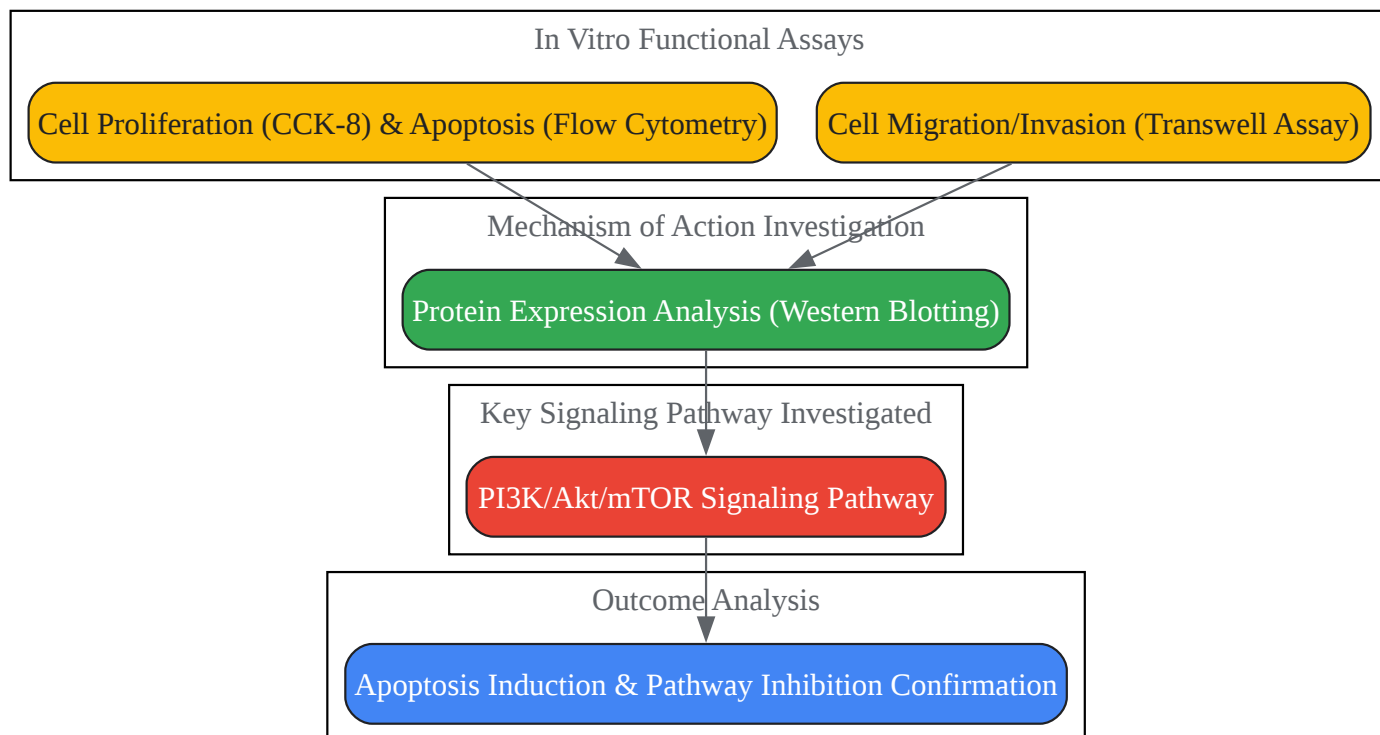 In Vitro Functional Assays
Cell Proliferation (CCK-8) & Apoptosis (Flow Cytometry)
Cell Migration/Invasion (Transwell Assay)
Mechanism of Action Investigation
Protein Expression Analysis (Western Blotting)
Key Signaling Pathway Investigated
PI3K/Akt/mTOR Signaling Pathway
Outcome Analysis
Apoptosis Induction & Pathway Inhibition Confirmation